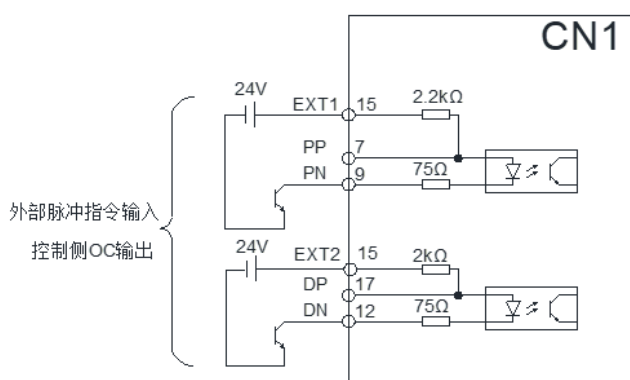 CN1
24V
EXT1 15 2.2kΩ
PP 7
PN 9 75Ω
外部脉冲指令输入
控制侧OC输出
24V
EXT2 15 2kΩ
DP 17
DN 12 75Ω